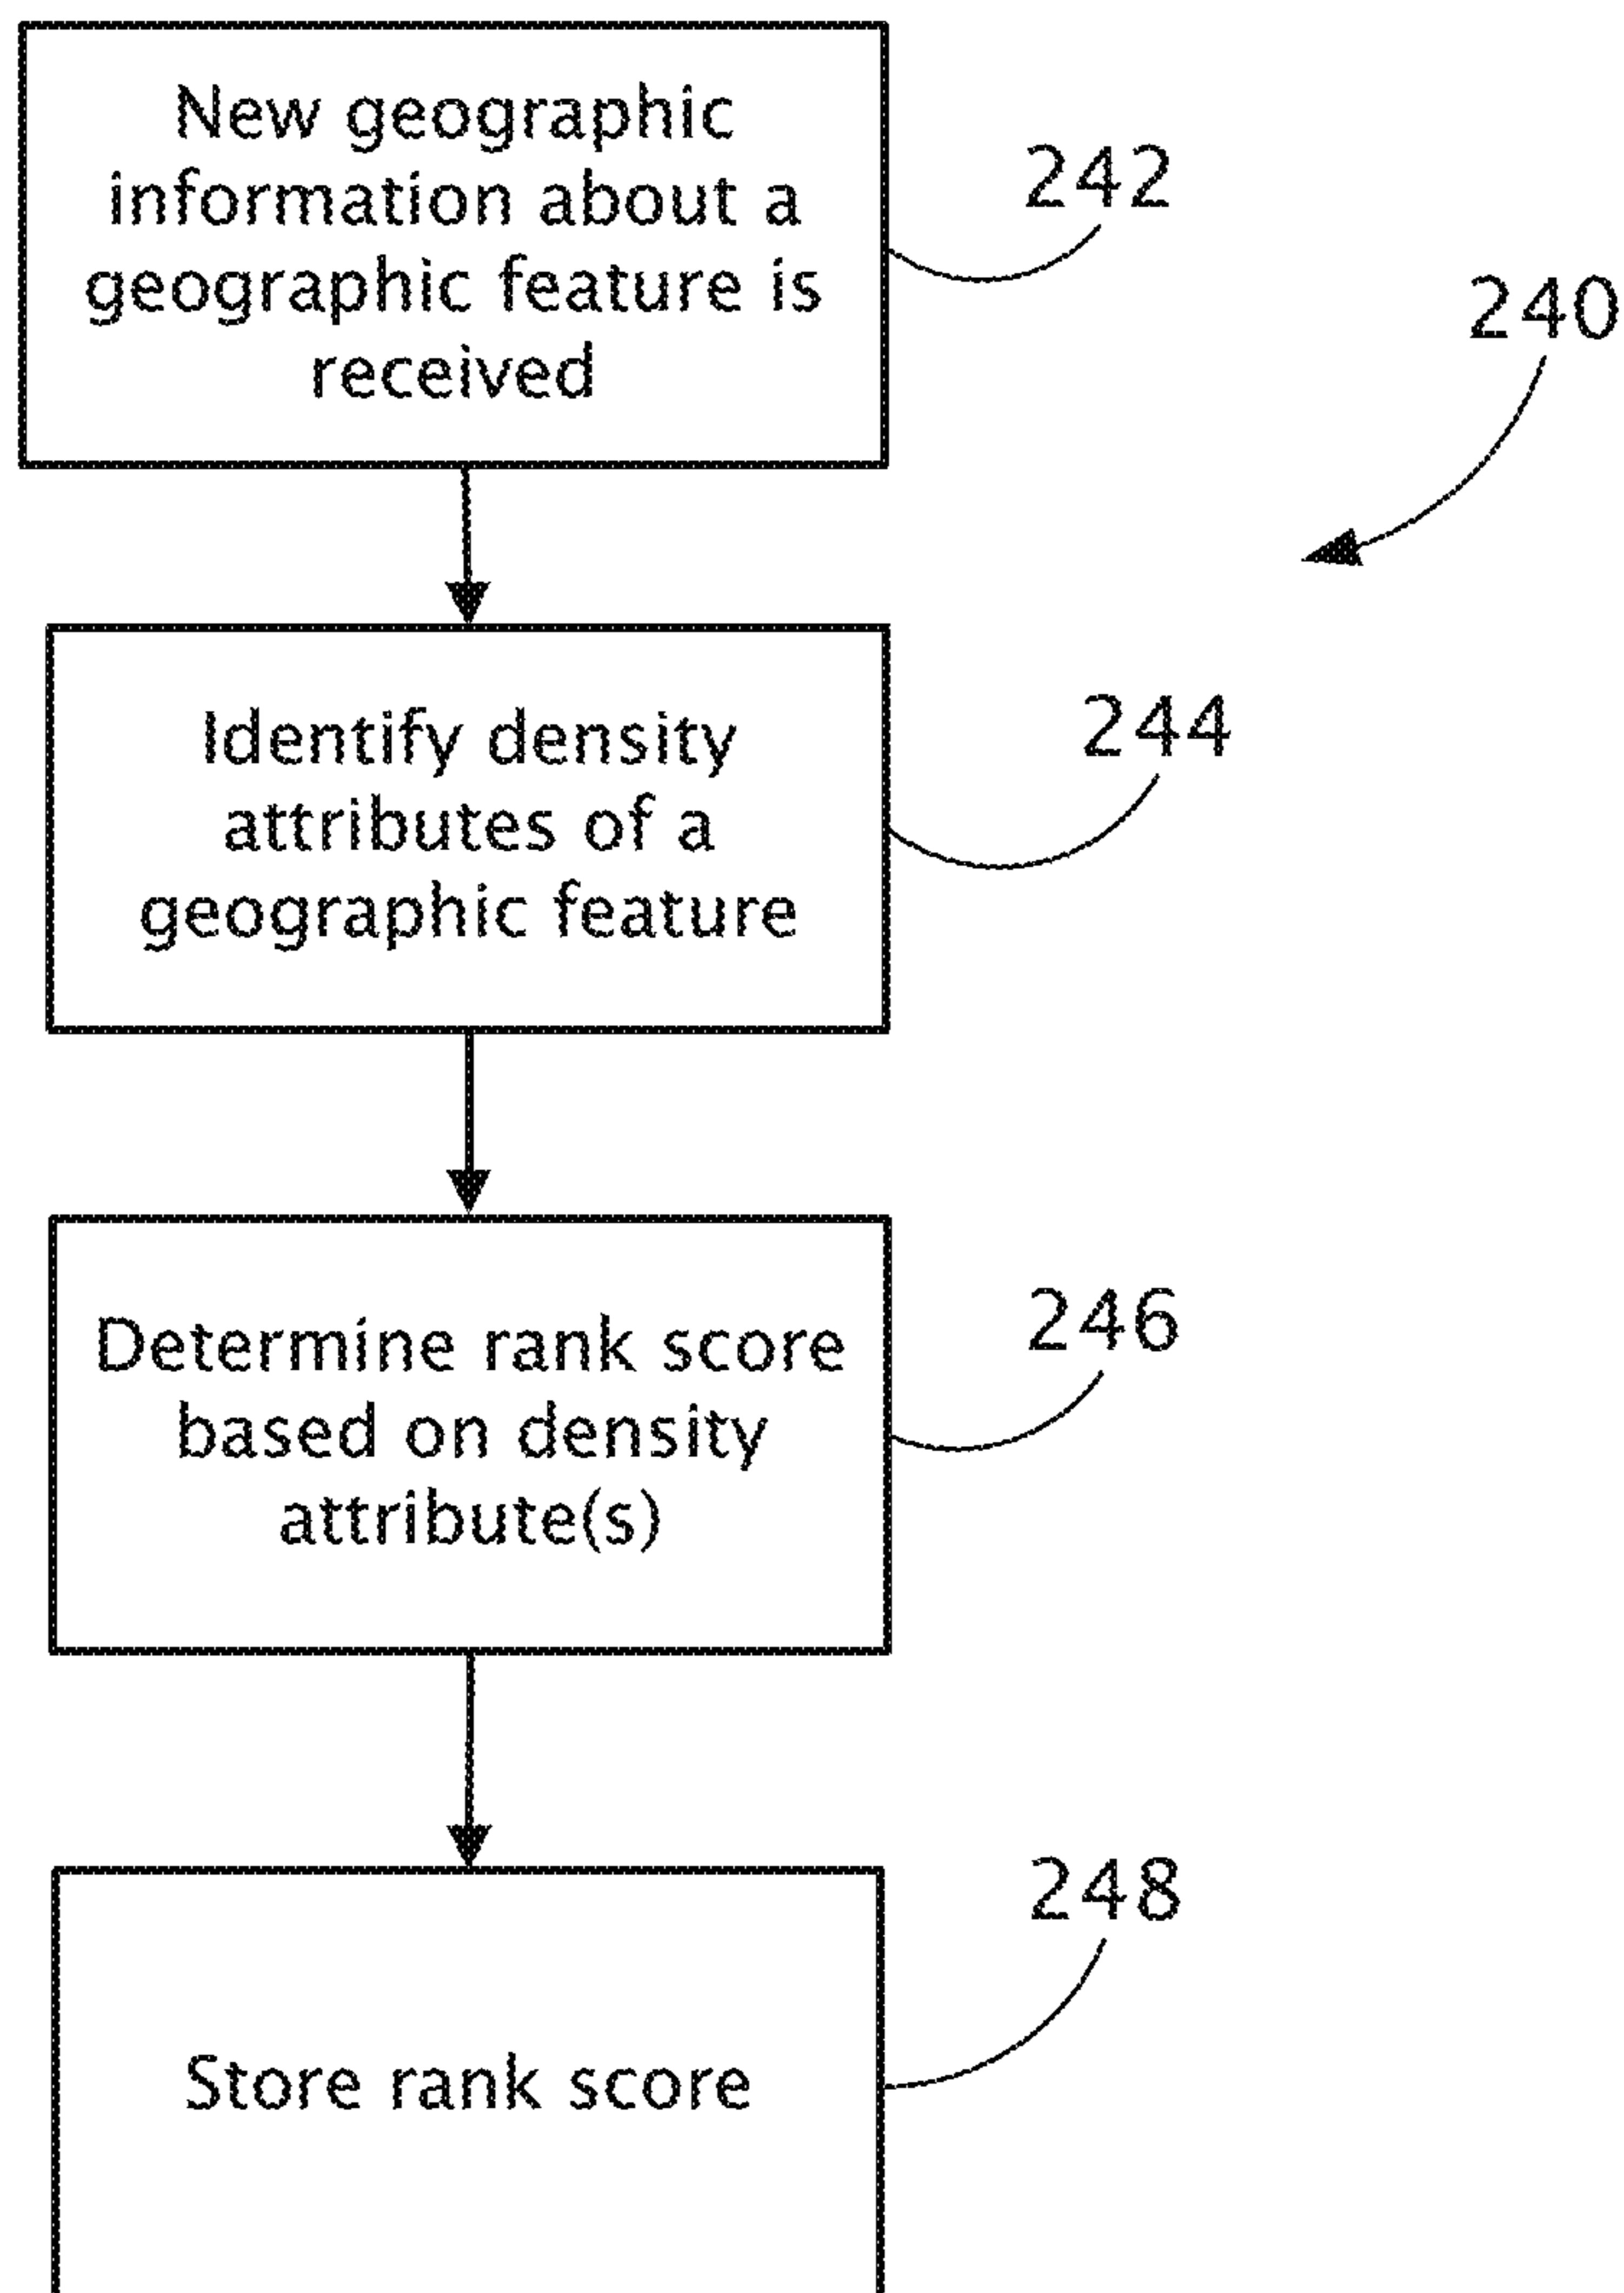 New geographic
information about a
geographic feature is
received
242
240
Identify density
attributes of a
geographic feature
244
Determine rank score
based on density
attribute(s)
246
Store rank score
248